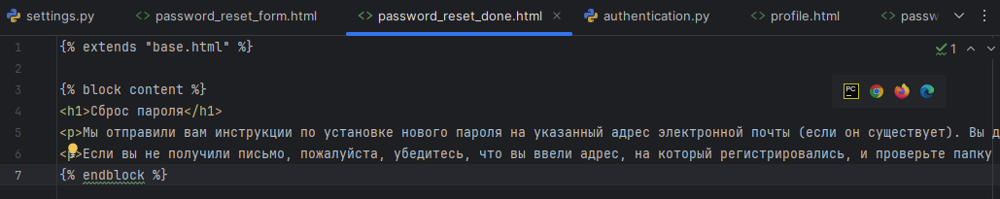 settings.py password_reset_form.html password_reset_done.html authentication.py profile.html passw
1 {% extends "base.html" %} 1
2
3 {% block content %}
4 <h1>Сброс пароля</h1>
5 <p>Мы отправили вам инструкции по установке нового пароля на указанный адрес электронной почты (если он существует). Вы д
6 <p>Если вы не получили письмо, пожалуйста, убедитесь, что вы ввели адрес, на который регистрировались, и проверьте папку
7 {% endblock %}